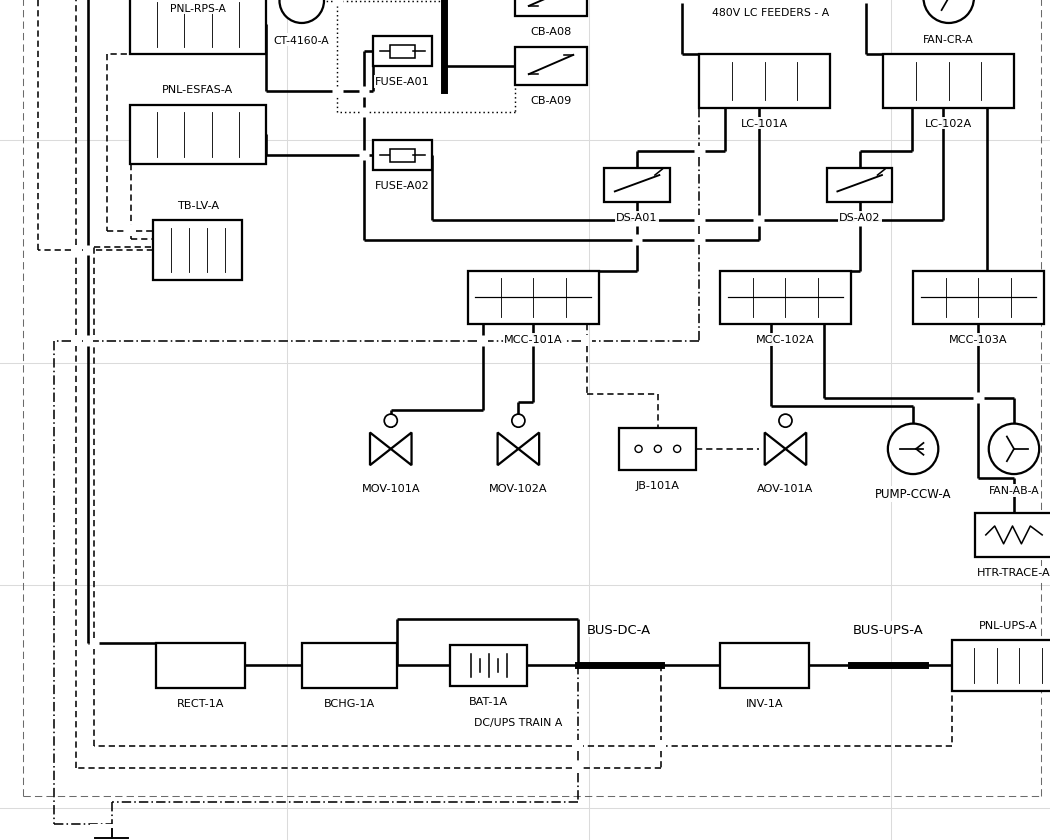 PNL-RPS-A
CT-4160-A
CB-A08
480V LC FEEDERS - A
FAN-CR-A
FUSE-A01
PNL-ESFAS-A
CB-A09
LC-101A
LC-102A
FUSE-A02
TB-LV-A
DS-A01
DS-A02
MCC-101A
MCC-102A
MCC-103A
MOV-101A
MOV-102A
JB-101A
AOV-101A
PUMP-CCW-A
FAN-AB-A
HTR-TRACE-A
BUS-DC-A
BUS-UPS-A
PNL-UPS-A
RECT-1A
BCHG-1A
BAT-1A
INV-1A
DC/UPS TRAIN A